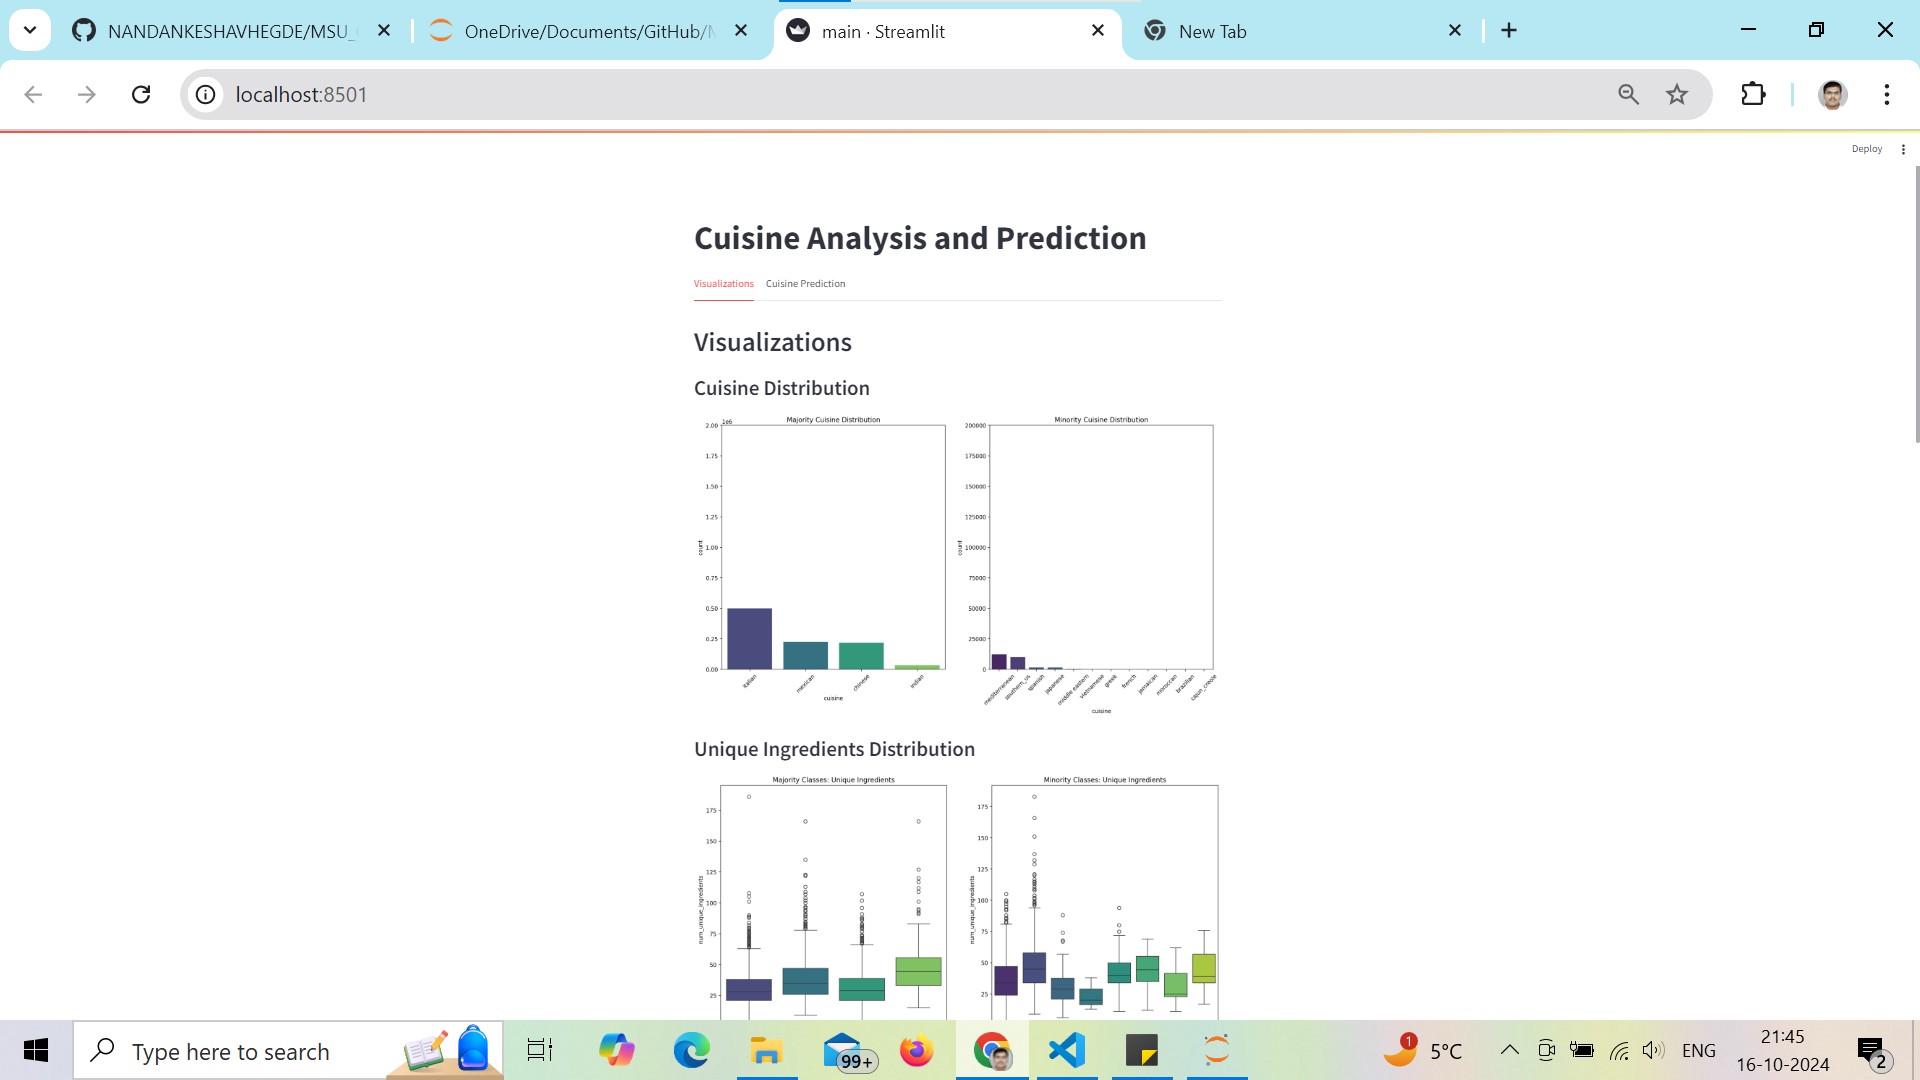 NANDANKESHAVHEGDE/MSU_
OneDrive/Documents/GitHub/M
main · Streamlit
New Tab
localhost:8501
Deploy
Cuisine Analysis and Prediction
Visualizations
Cuisine Prediction
Visualizations
Cuisine Distribution
Majority Cuisine Distribution
1e6
2.00
1.75
1.50
1.25
1.00
0.75
0.50
0.25
0.00
count
italian
mexican
chinese
indian
cuisine
Minority Cuisine Distribution
200000
175000
150000
125000
100000
75000
50000
25000
0
count
mediterranean
southern_us
spanish
japanese
middle eastern
vietnamese
greek
french
jamaican
moroccan
brazilian
cajun_creole
cuisine
Unique Ingredients Distribution
Majority Classes: Unique Ingredients
175
150
125
100
75
50
25
num_unique_ingredients
Minority Classes: Unique Ingredients
175
150
125
100
75
50
25
num_unique_ingredients
Type here to search
99+
1
5°C
ENG
21:45
16-10-2024
2